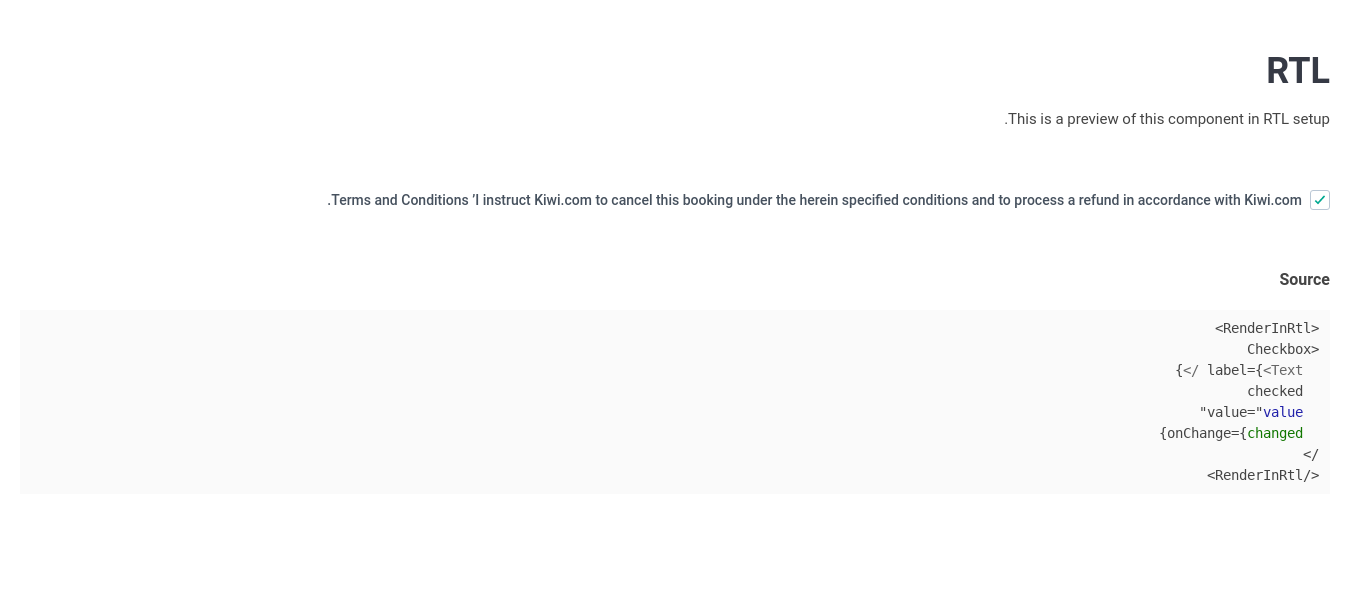 RTL
.This is a preview of this component in RTL setup
.Terms and Conditions ’I instruct Kiwi.com to cancel this booking under the herein specified conditions and to process a refund in accordance with Kiwi.com
Source
<RenderInRtl>
Checkbox>
{</ label={<Text
checked
"value="value
{onChange={changed
</
<RenderInRtl/>